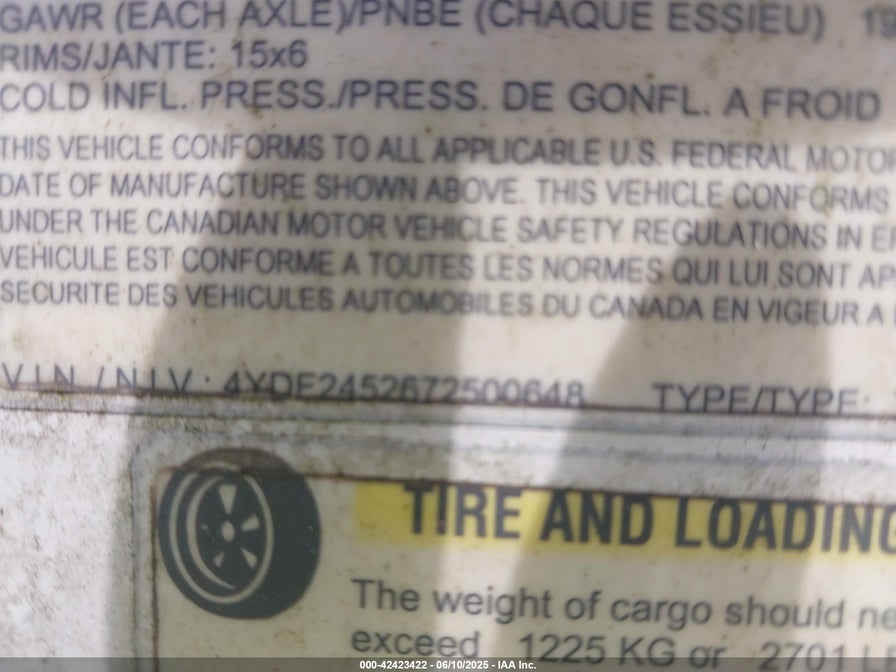 GAWR (EACH AXLE)/PNBE (CHAQUE ESSIEU)
RIMS/JANTE: 15x6
COLD INFL. PRESS./PRESS. DE GONFL. A FROID
THIS VEHICLE CONFORMS TO ALL APPLICABLE U.S. FEDERAL MOTOR
DATE OF MANUFACTURE SHOWN ABOVE. THIS VEHICLE CONFORMS
UNDER THE CANADIAN MOTOR VEHICLE SAFETY REGULATIONS IN
VEHICULE EST CONFORME A TOUTES LES NORMES QUI LUI SONT
SECURITE DES VEHICULES AUTOMOBILES DU CANADA EN VIGEUR A
V.I.N. / N.I.V.: 4YDF2452672500648 TYPE/TYPE:
TIRE AND LOADING
The weight of cargo should
exceed 1225 KG or 2701
000-42423422 - 06/10/2025 - IAA Inc.